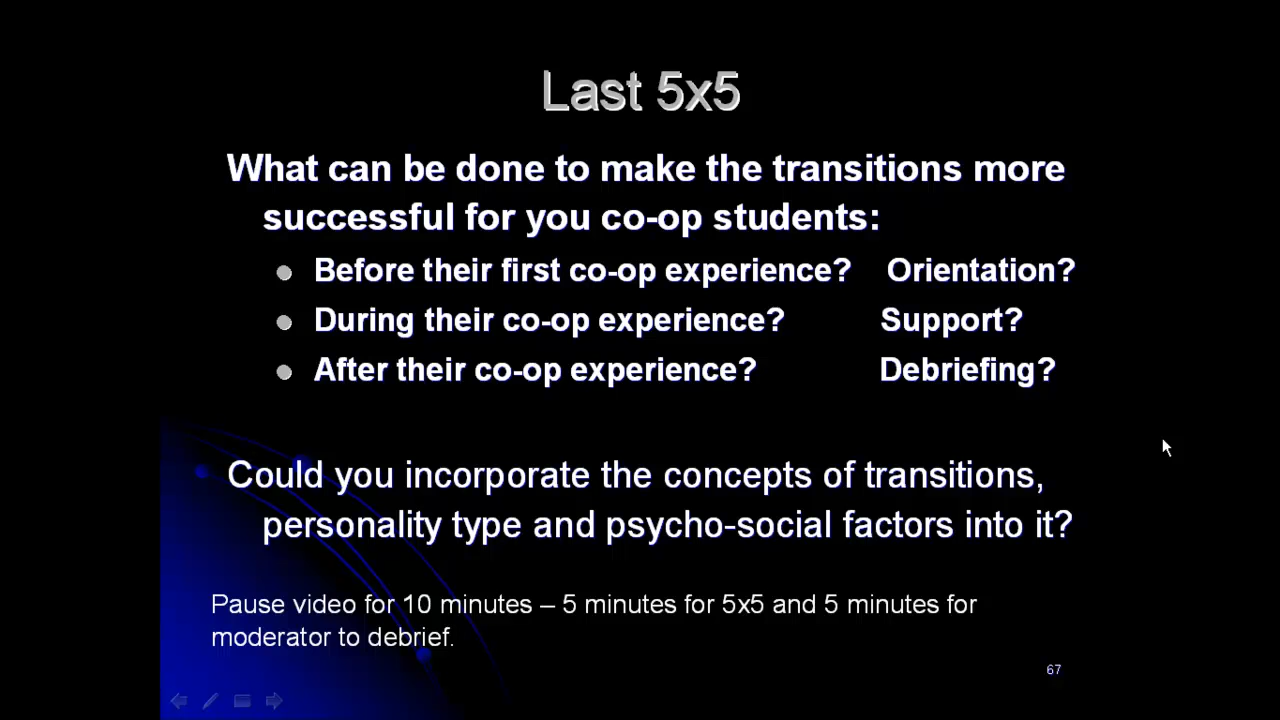 Last 5x5
What can be done to make the transitions more
successful for you co-op students:
Before their first co-op experience? Orientation?
During their co-op experience? Support?
After their co-op experience? Debriefing?
Could you incorporate the concepts of transitions,
personality type and psycho-social factors into it?
Pause video for 10 minutes – 5 minutes for 5x5 and 5 minutes for
moderator to debrief.
67